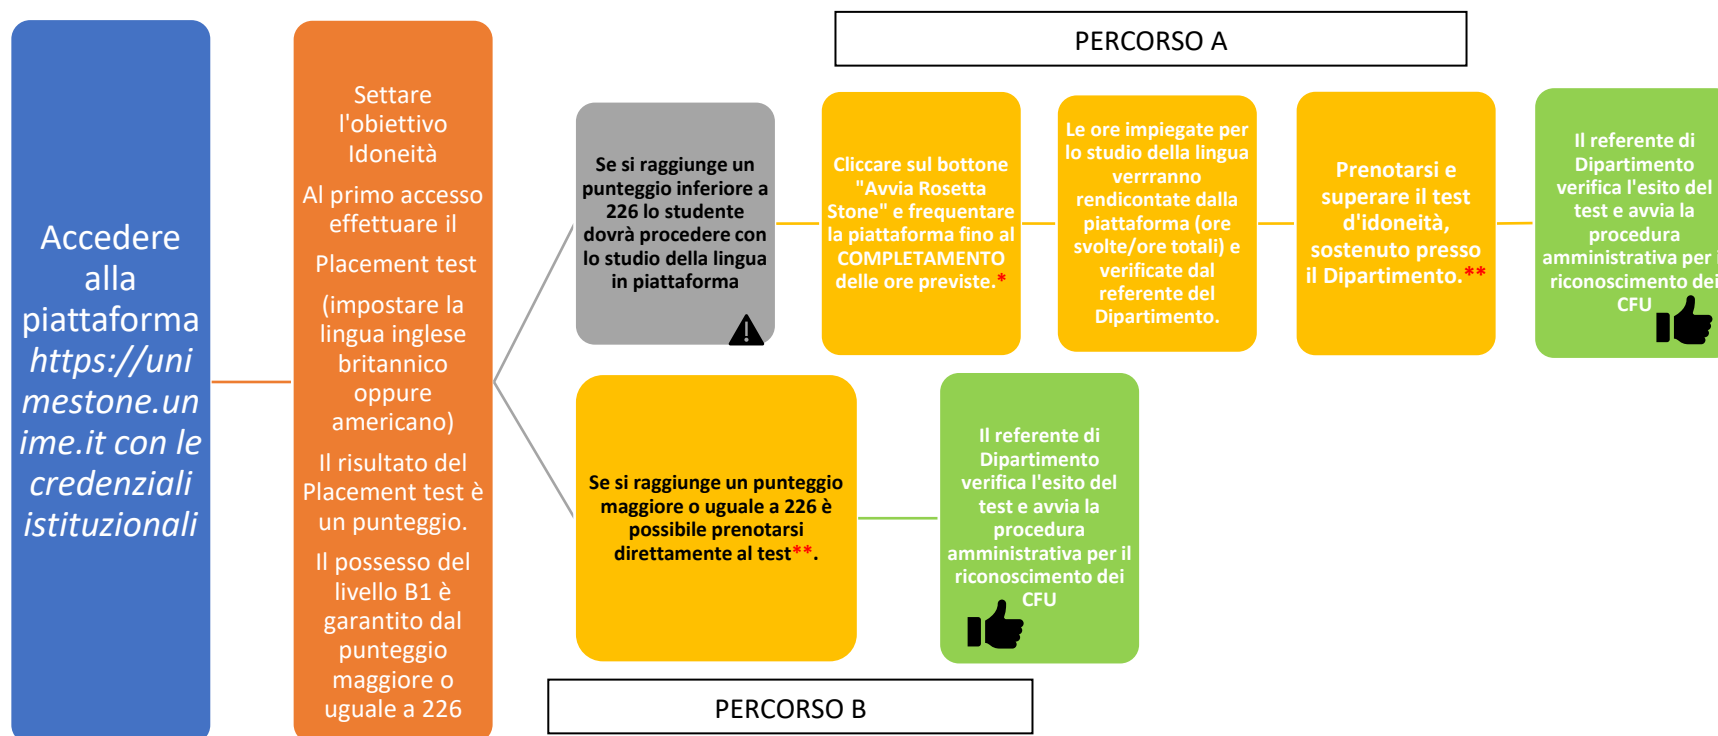 PERCORSO A
Accedere
alla
piattaforma
https://uni
mestone.un
ime.it con le
credenziali
istituzionali
Settare
l'obiettivo
Idoneità
Al primo accesso
effettuare il
Placement test
(impostare la
lingua inglese
britannico
oppure
americano)
Il risultato del
Placement test è
un punteggio.
Il possesso del
livello B1 è
garantito dal
punteggio
maggiore o
uguale a 226
Se si raggiunge un
punteggio inferiore a
226 lo studente
dovrà procedere con
lo studio della lingua
in piattaforma
Cliccare sul bottone
"Avvia Rosetta
Stone" e frequentare
la piattaforma fino al
COMPLETAMENTO
delle ore previste.*
Le ore impiegate per
lo studio della lingua
verrranno
rendicontate dalla
piattaforma (ore
svolte/ore totali) e
verificate dal
referente del
Dipartimento.
Prenotarsi e
superare il test
d'idoneità,
sostenuto presso
il Dipartimento.**
Il referente di
Dipartimento
verifica l'esito del
test e avvia la
procedura
amministrativa per
riconoscimento dei
CFU
Se si raggiunge un punteggio
maggiore o uguale a 226 è
possibile prenotarsi
direttamente al test**.
Il referente di
Dipartimento
verifica l'esito del
test e avvia la
procedura
amministrativa per il
riconoscimento dei
CFU
PERCORSO B